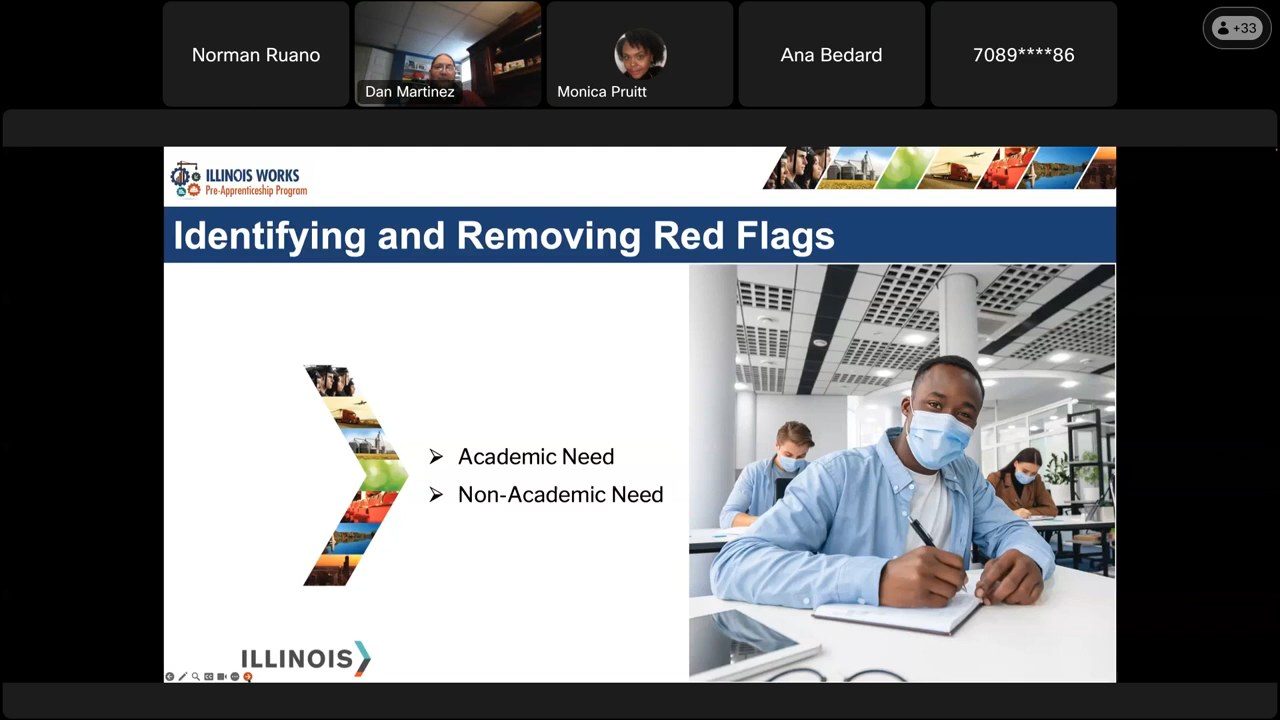 Norman Ruano
Dan Martinez
Monica Pruitt
Ana Bedard
7089****86
+33
ILLINOIS WORKS
Pre-Apprenticeship Program
Identifying and Removing Red Flags
➢ Academic Need
➢ Non-Academic Need
ILLINOIS